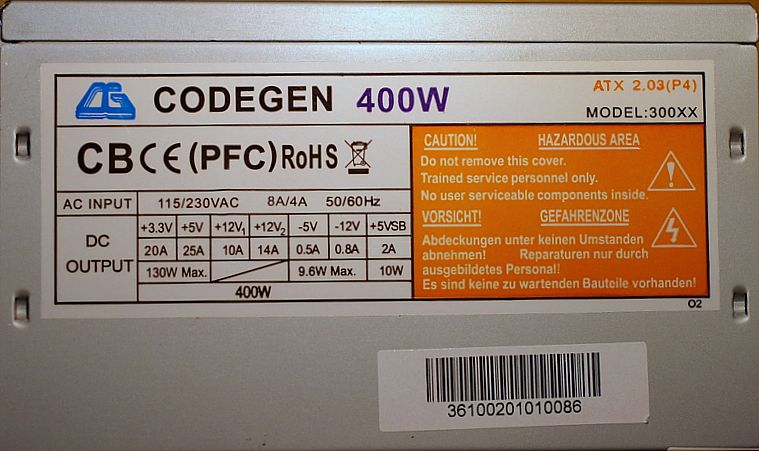 CODEGEN 400W
ATX 2.03(P4)
MODEL:300XX
CB CE (PFC) RoHS
CAUTION! HAZARDOUS AREA
Do not remove this cover.
Trained service personnel only.
No user serviceable components inside.
VORSICHT! GEFAHRENZONE
Abdeckungen unter keinen Umstanden
abnehmen! Reparaturen nur durch
ausgebildetes Personal!
Es sind keine zu wartenden Bauteile vorhanden!
AC INPUT 115/230VAC 8A/4A 50/60Hz
DC OUTPUT
+3.3V +5V +12V1 +12V2 -5V -12V +5VSB
20A 25A 10A 14A 0.5A 0.8A 2A
130W Max. 9.6W Max. 10W
400W
O2
36100201010086